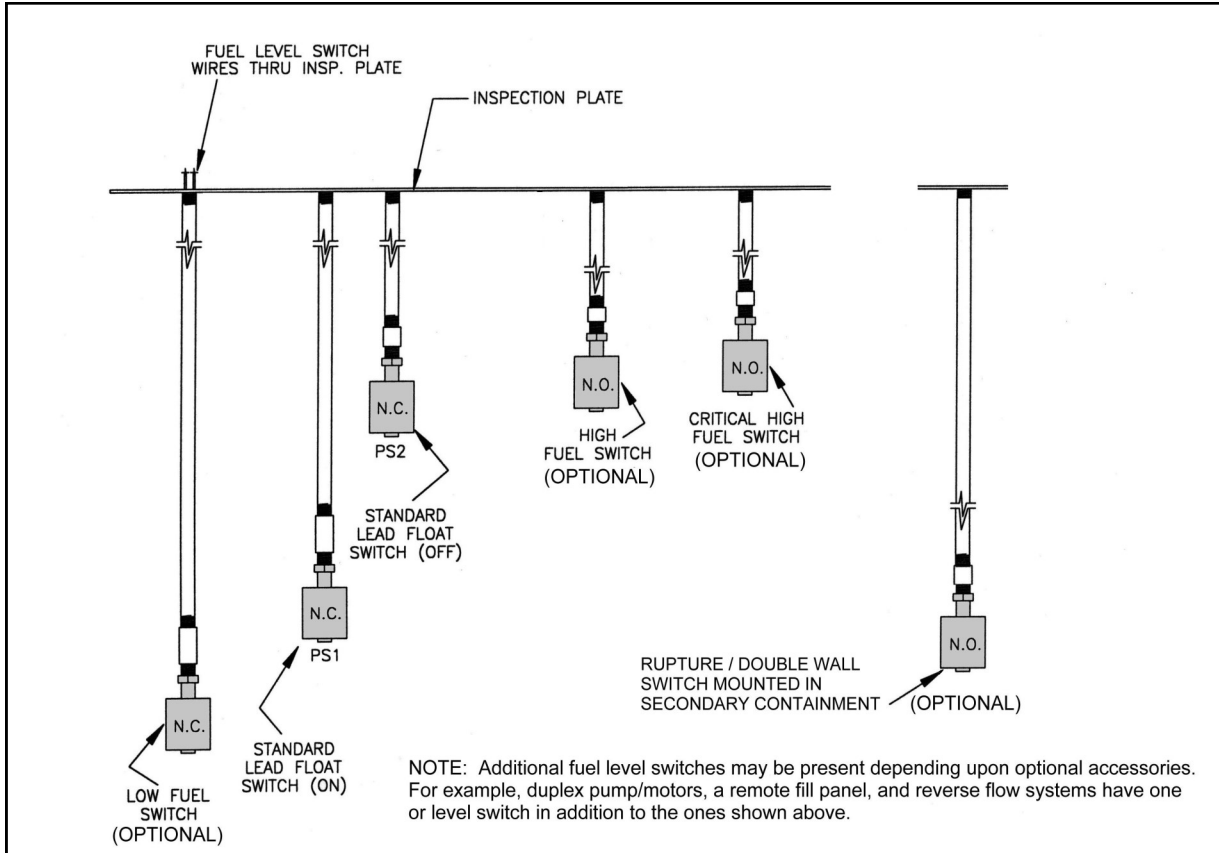 FUEL LEVEL SWITCH
WIRES THRU INSP. PLATE
INSPECTION PLATE
N.C.
PS2
STANDARD
LEAD FLOAT
SWITCH (OFF)
N.O.
HIGH
FUEL SWITCH
(OPTIONAL)
N.O.
CRITICAL HIGH
FUEL SWITCH
(OPTIONAL)
N.C.
PS1
STANDARD
LEAD FLOAT
SWITCH (ON)
N.C.
LOW FUEL
SWITCH
(OPTIONAL)
N.O.
RUPTURE / DOUBLE WALL
SWITCH MOUNTED IN
SECONDARY CONTAINMENT
(OPTIONAL)
NOTE: Additional fuel level switches may be present depending upon optional accessories.
For example, duplex pump/motors, a remote fill panel, and reverse flow systems have one
or level switch in addition to the ones shown above.